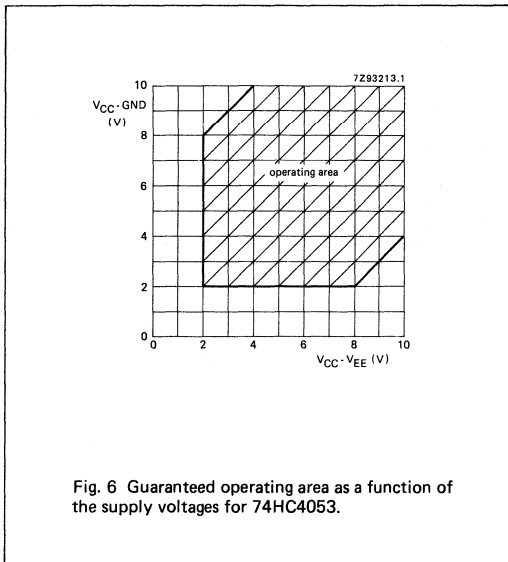 7Z93213.1
10
VCC - GND
(V)
8
operating area
6
4
2
0
0 2 4 6 8 10
VCC - VEE (V)
Fig. 6 Guaranteed operating area as a function of
the supply voltages for 74HC4053.